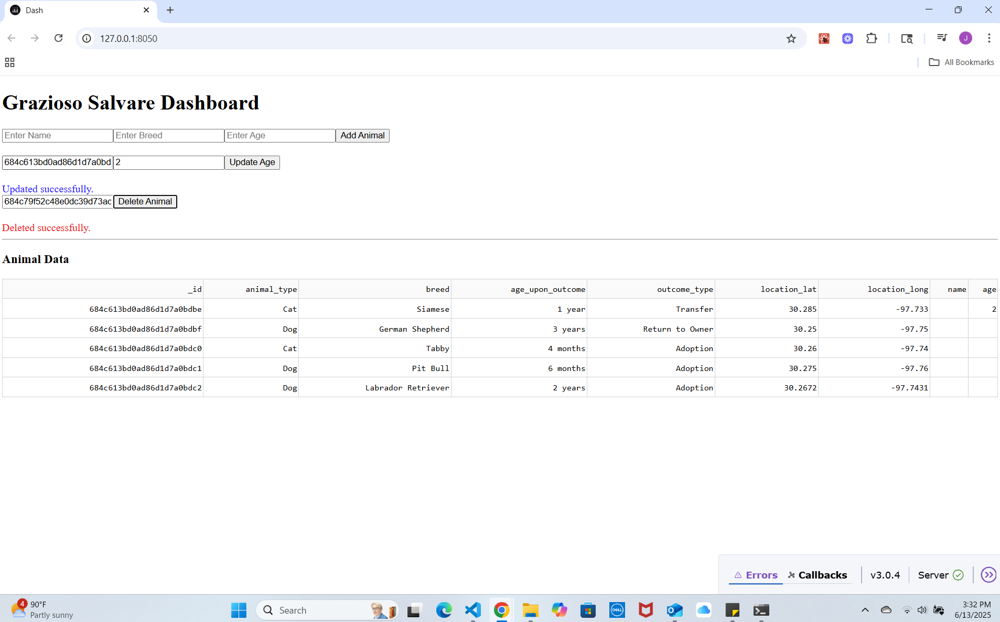 Dash
127.0.0.1:8050
J
All Bookmarks
Grazioso Salvare Dashboard
Enter Name Enter Breed Enter Age Add Animal
684c613bd0ad86d1d7a0bd 2 Update Age
Updated successfully.
684c79f52c48e0dc39d73ac Delete Animal
Deleted successfully.
Animal Data
_id animal_type breed age_upon_outcome outcome_type location_lat location_long name age
684c613bd0ad86d1d7a0bdbe Cat Siamese 1 year Transfer 30.285 -97.733 2
684c613bd0ad86d1d7a0bdbf Dog German Shepherd 3 years Return to Owner 30.25 -97.75
684c613bd0ad86d1d7a0bdc0 Cat Tabby 4 months Adoption 30.26 -97.74
684c613bd0ad86d1d7a0bdc1 Dog Pit Bull 6 months Adoption 30.275 -97.76
684c613bd0ad86d1d7a0bdc2 Dog Labrador Retriever 2 years Adoption 30.2672 -97.7431
Errors Callbacks v3.0.4 Server
4 90°F
Partly sunny
Search
DELL
3:32 PM
6/13/2025